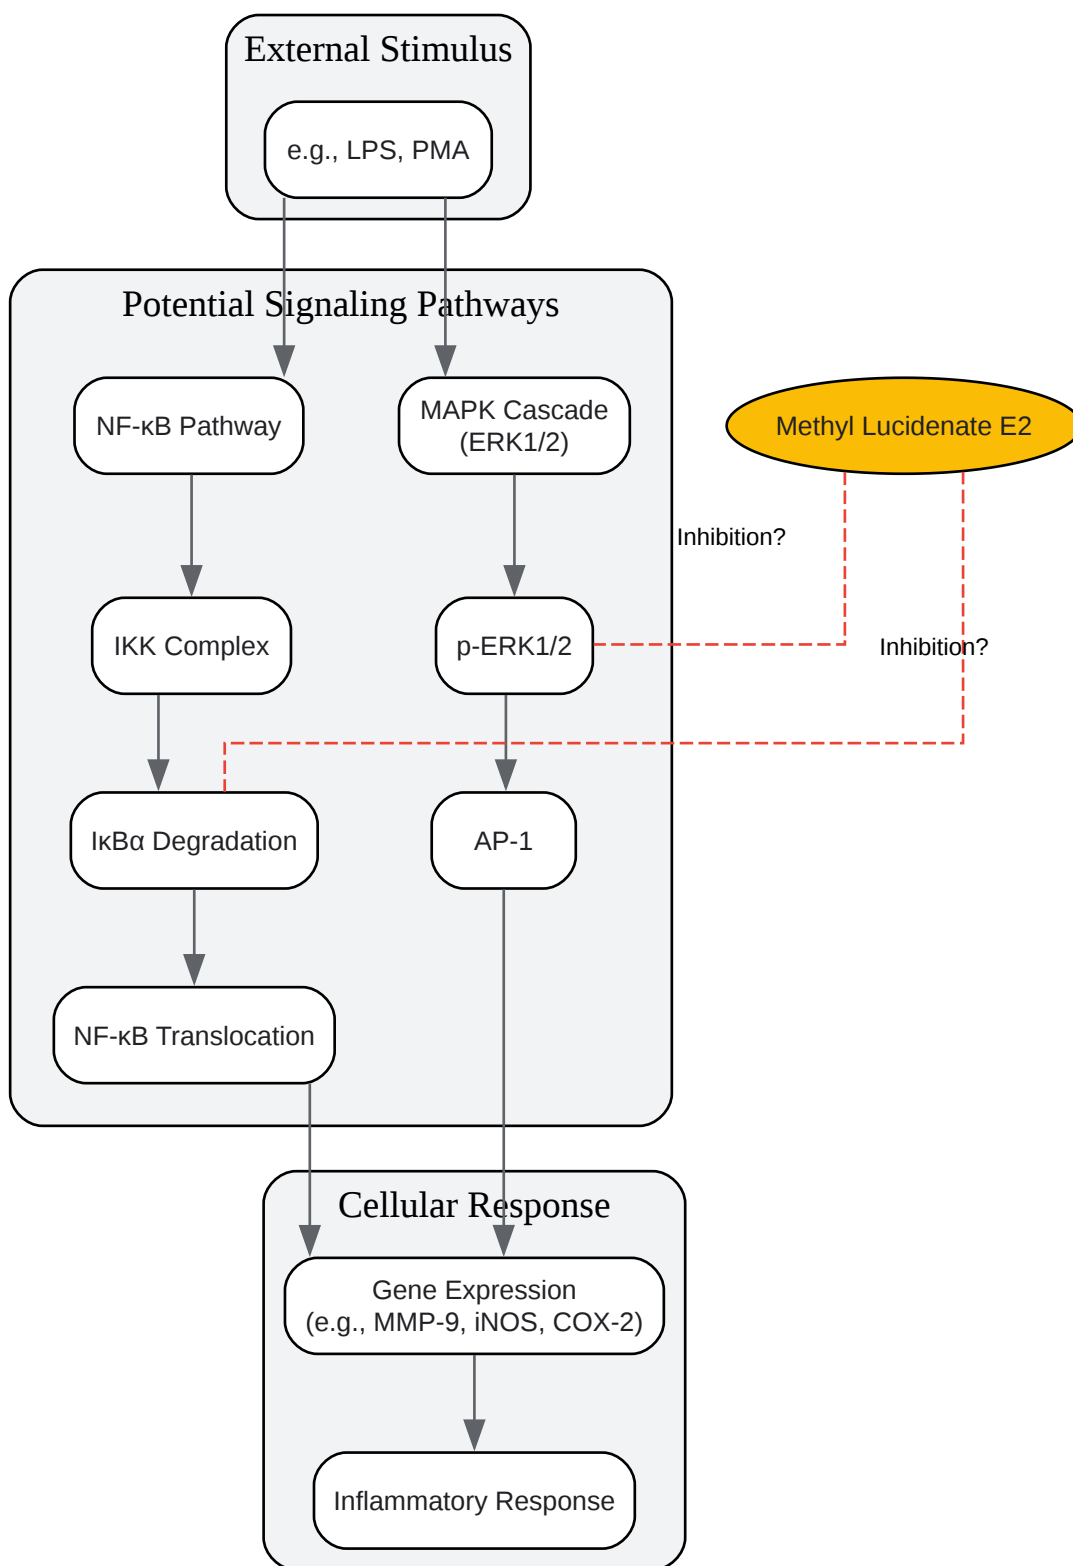 External Stimulus
e.g., LPS, PMA
Potential Signaling Pathways
NF-κB Pathway
MAPK Cascade
(ERK1/2)
Methyl Lucidenate E2
Inhibition?
IKK Complex
p-ERK1/2
Inhibition?
IκBα Degradation
AP-1
NF-κB Translocation
Cellular Response
Gene Expression
(e.g., MMP-9, iNOS, COX-2)
Inflammatory Response